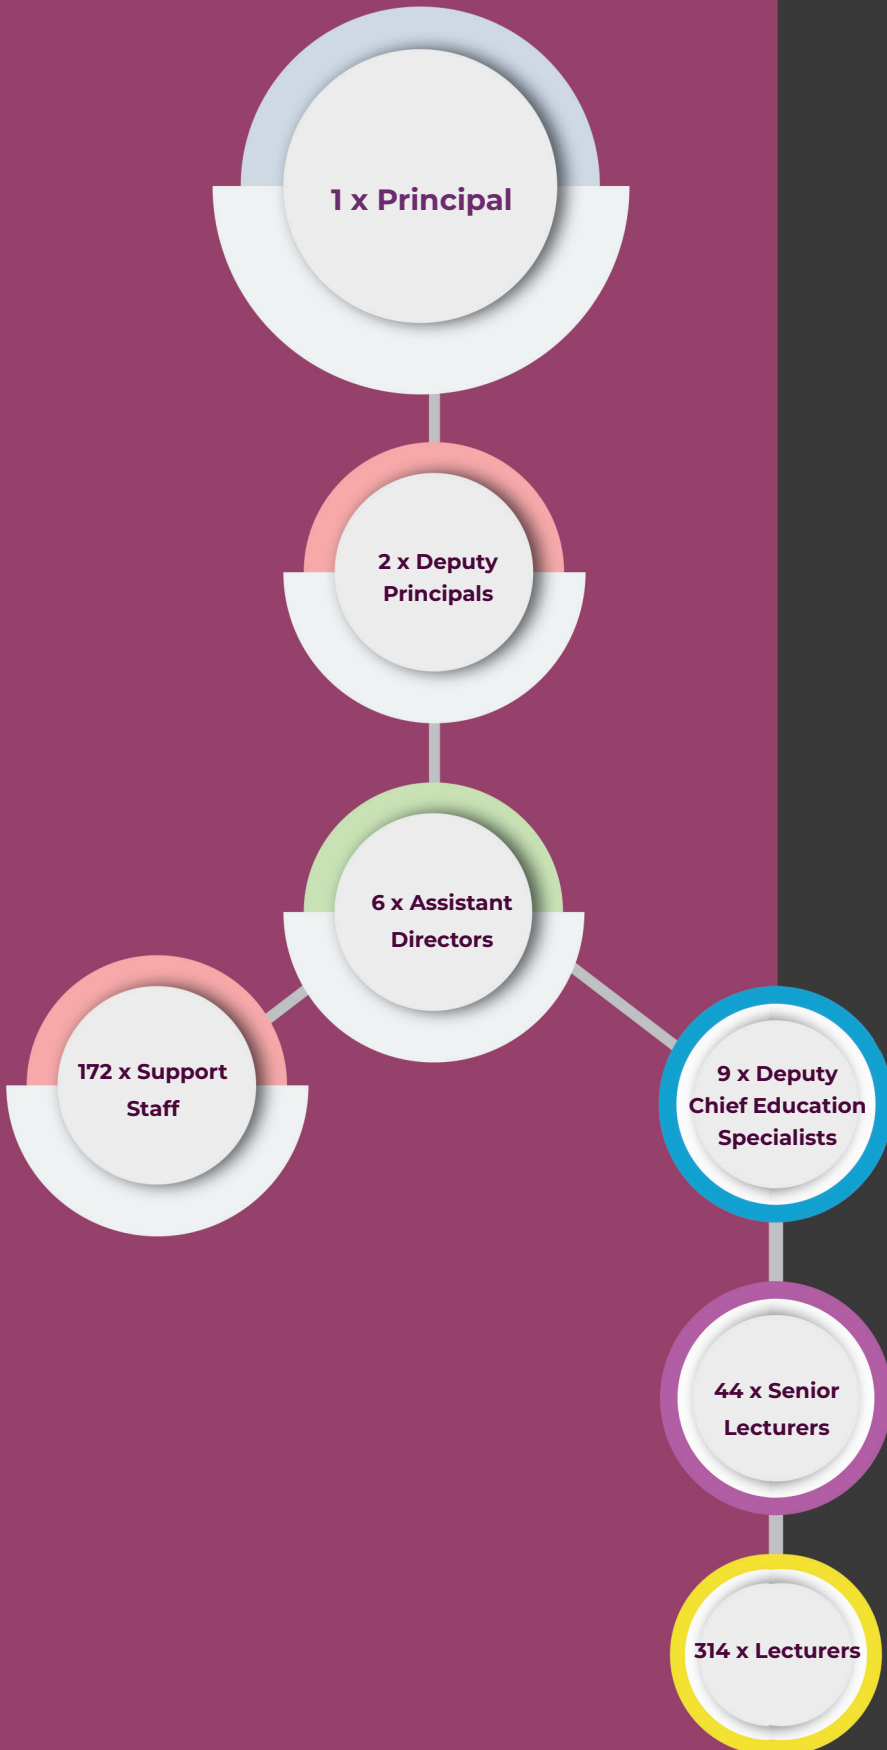 1 x Principal
2 x Deputy
Principals
6 x Assistant
Directors
172 x Support
Staff
9 x Deputy
Chief Education
Specialists
44 x Senior
Lecturers
314 x Lecturers